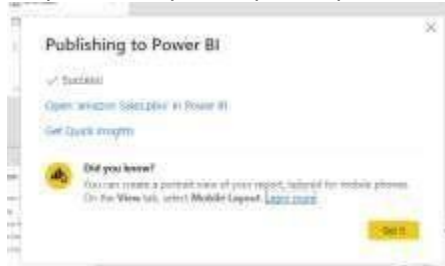 Publishing to Power BI
Success
Open amazon Sales.pbix in Power BI
Get Quick Insights
Did you know?
You can create a portrait view of your report, tailored for mobile phones.
On the View tab, select Mobile Layout. Learn more
Got it